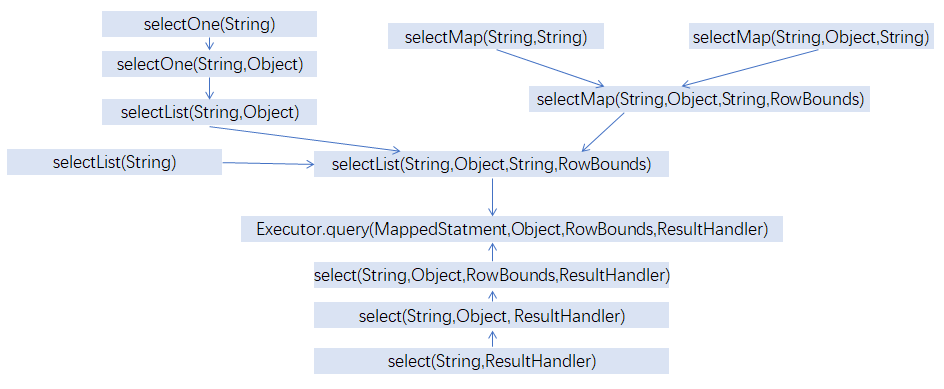 selectOne(String)
selectMap(String,String)
selectMap(String,Object,String)
selectOne(String,Object)
selectMap(String,Object,String,RowBounds)
selectList(String,Object)
selectList(String)
selectList(String,Object,String,RowBounds)
Executor.query(MappedStatment,Object,RowBounds,ResultHandler)
select(String,Object,RowBounds,ResultHandler)
select(String,Object, ResultHandler)
select(String,ResultHandler)